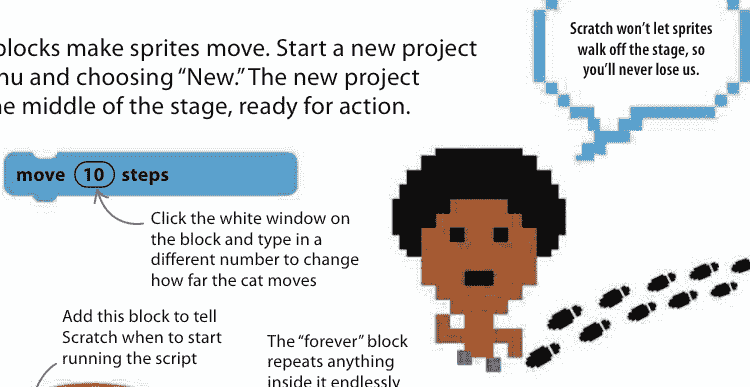 blocks make sprites move. Start a new project
nu and choosing “New.” The new project
e middle of the stage, ready for action.
Scratch won’t let sprites
walk off the stage, so
you’ll never lose us.
move 10 steps
Click the white window on
the block and type in a
different number to change
how far the cat moves
Add this block to tell
Scratch when to start
running the script
The “forever” block
repeats anything
inside it endlessly